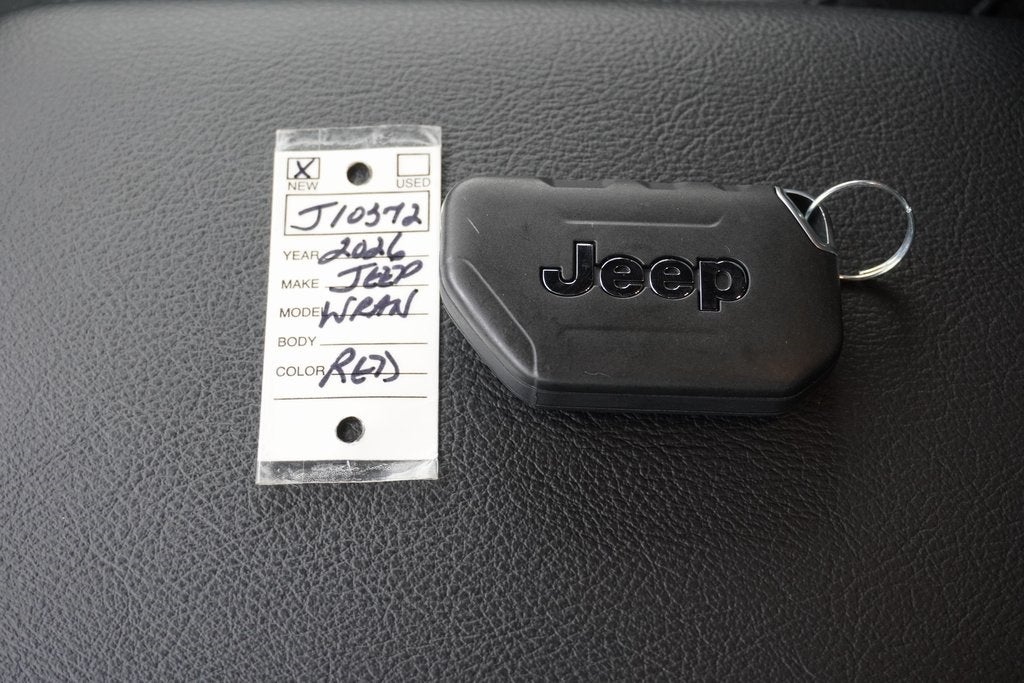 X
NEW USED
J10372
YEAR 2026
MAKE JEEP
MODEL WRAN
BODY
COLOR RED
Jeep